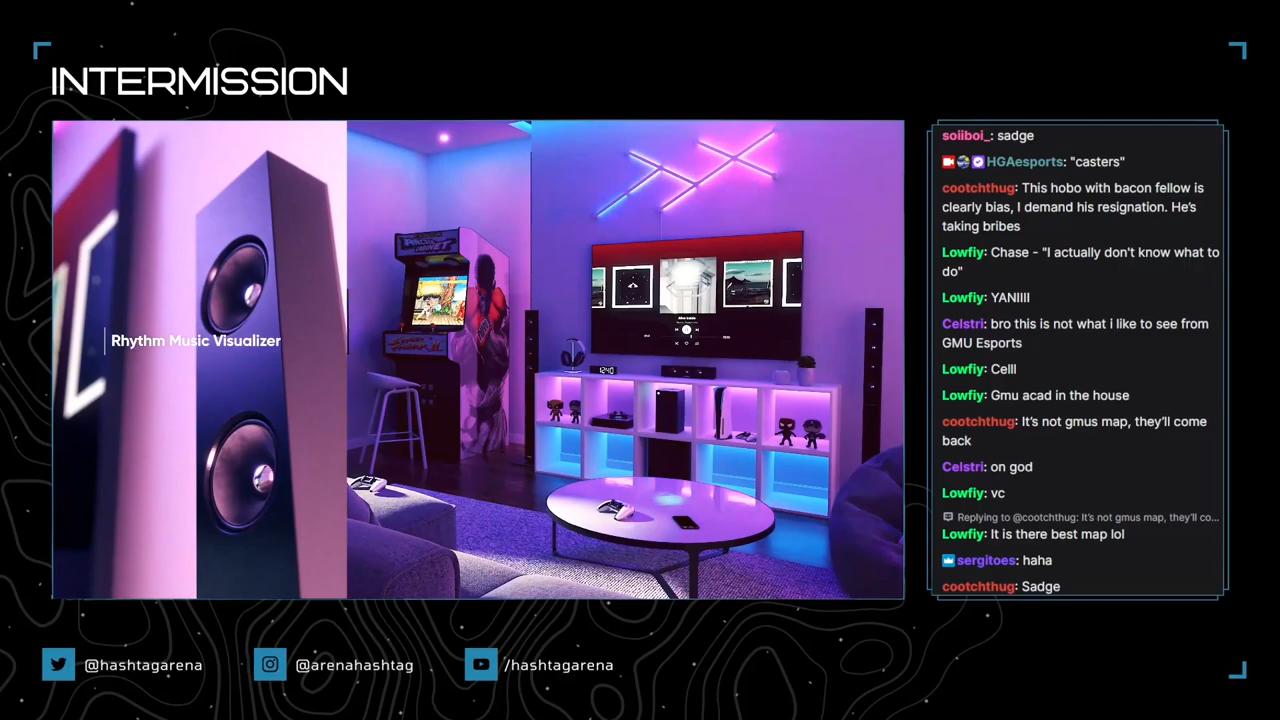 INTERMISSION
Rhythm Music Visualizer
12:40
soiiboi_: sadge
HGAesports: "casters"
cootchthug: This hobo with bacon fellow is
clearly bias, I demand his resignation. He's
taking bribes
Lowfiy: Chase - "I actually don't know what to
do"
Lowfiy: YANIIII
Celstri: bro this is not what i like to see from
GMU Esports
Lowfiy: Cellll
Lowfiy: Gmu acad in the house
cootchthug: It's not gmus map, they'll come
back
Celstri: on god
Lowfiy: vc
Replying to @cootchthug: It's not gmus map, they'll co...
Lowfiy: It is there best map lol
sergitoes: haha
cootchthug: Sadge
@hashtagarena
@arenahashtag
/hashtagarena